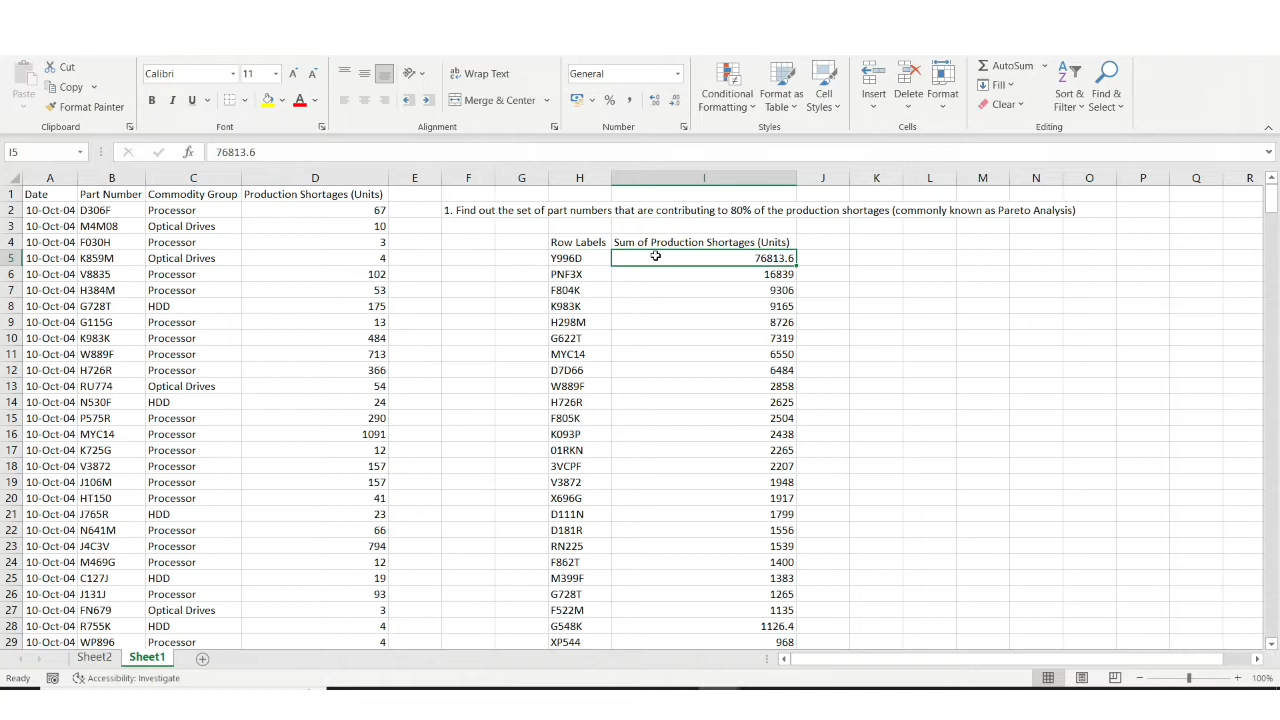 Cut
Copy
Format Painter
Paste
Clipboard
Calibri 11
B I U
Font
Wrap Text
Merge & Center
Alignment
General
%
Number
Conditional Formatting
Format as Table
Cell Styles
Styles
Insert
Delete
Format
Cells
AutoSum
Fill
Clear
Sort & Filter
Find & Select
Editing
I5 fx 76813.6
A B C D E F G H I J K L M N O P Q R
1 Date Part Number Commodity Group Production Shortages (Units)
2 10-Oct-04 D306F Processor 67 1. Find out the set of part numbers that are contributing to 80% of the production shortages (commonly known as Pareto Analysis)
3 10-Oct-04 M4M08 Optical Drives 10
4 10-Oct-04 F030H Processor 3 Row Labels Sum of Production Shortages (Units)
5 10-Oct-04 K859M Optical Drives 4 Y996D 76813.6
6 10-Oct-04 V8835 Processor 102 PNF3X 16839
7 10-Oct-04 H384M Processor 53 F804K 9306
8 10-Oct-04 G728T HDD 175 K983K 9165
9 10-Oct-04 G115G Processor 13 H298M 8726
10 10-Oct-04 K983K Processor 484 G622T 7319
11 10-Oct-04 W889F Processor 713 MYC14 6550
12 10-Oct-04 H726R Processor 366 D7D66 6484
13 10-Oct-04 RU774 Optical Drives 54 W889F 2858
14 10-Oct-04 N530F HDD 24 H726R 2625
15 10-Oct-04 P575R Processor 290 F805K 2504
16 10-Oct-04 MYC14 Processor 1091 K093P 2438
17 10-Oct-04 K725G Processor 12 01RKN 2265
18 10-Oct-04 V3872 Processor 157 3VCPF 2207
19 10-Oct-04 J106M Processor 157 V3872 1948
20 10-Oct-04 HT150 Processor 41 X696G 1917
21 10-Oct-04 J765R HDD 23 D111N 1799
22 10-Oct-04 N641M Processor 66 D181R 1556
23 10-Oct-04 J4C3V Processor 794 RN225 1539
24 10-Oct-04 M469G Processor 12 F862T 1400
25 10-Oct-04 C127J HDD 19 M399F 1383
26 10-Oct-04 J131J Processor 93 G728T 1265
27 10-Oct-04 FN679 Optical Drives 3 F522M 1135
28 10-Oct-04 R755K HDD 4 G548K 1126.4
29 10-Oct-04 WP896 Processor 4 XP544 968
Sheet2 Sheet1
Ready Accessibility: Investigate 100%